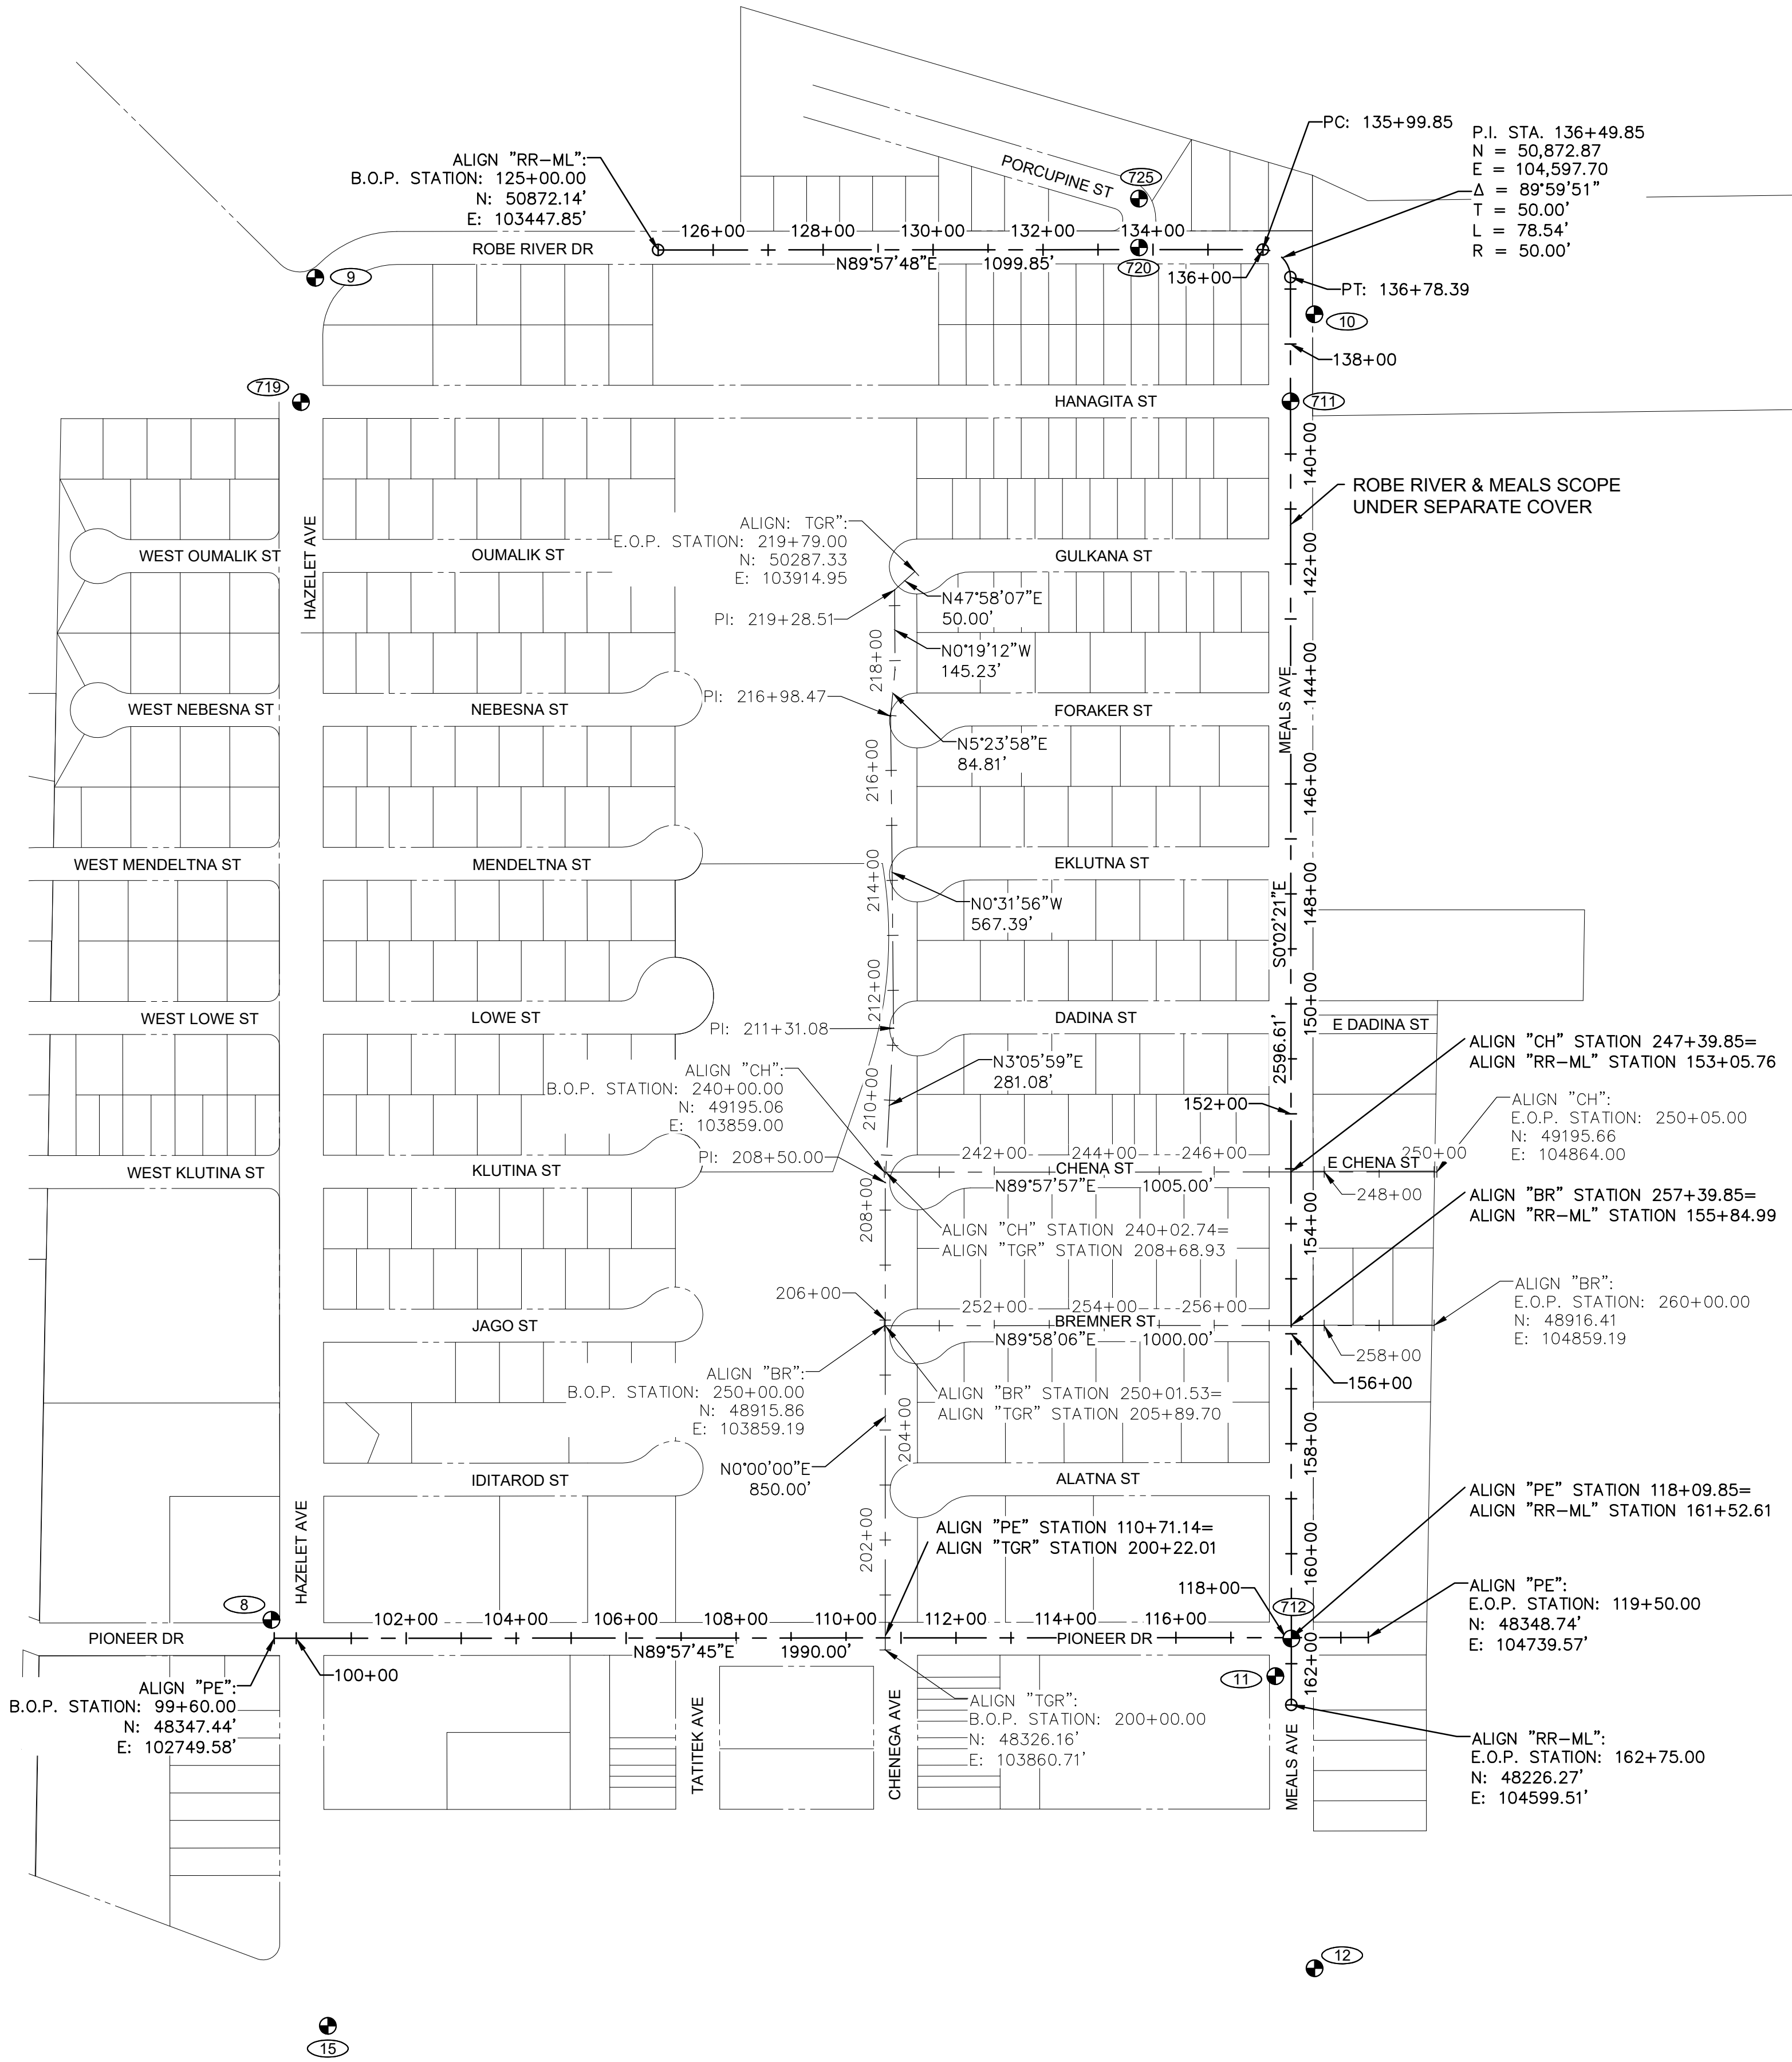 PC: 135+99.85
P.I. STA. 136+49.85
N = 50,872.87
E = 104,597.70
Δ = 89°59'51"
T = 50.00'
L = 78.54'
R = 50.00'
ALIGN "RR-ML":
B.O.P. STATION: 125+00.00
N: 50872.14'
E: 103447.85'
PORCUPINE ST
725
126+00
128+00
130+00
132+00
134+00
ROBE RIVER DR
N89°57'48"E
1099.85'
720
136+00
9
PT: 136+78.39
10
138+00
719
HANAGITA ST
711
140+00
ROBE RIVER & MEALS SCOPE
UNDER SEPARATE COVER
HAZELET AVE
WEST OUMALIK ST
OUMALIK ST
ALIGN: TGR":
E.O.P. STATION: 219+79.00
N: 50287.33
E: 103914.95
GULKANA ST
142+00
PI: 219+28.51
N47°58'07"E
50.00'
218+00
N0°19'12"W
145.23'
144+00
MEALS AVE
PI: 216+98.47
WEST NEBESNA ST
NEBESNA ST
FORAKER ST
N5°23'58"E
84.81'
216+00
146+00
WEST MENDELTNA ST
MENDELTNA ST
EKLUTNA ST
214+00
N0°31'56"W
567.39'
148+00
S0°02'21"E
212+00
150+00
WEST LOWE ST
LOWE ST
PI: 211+31.08
DADINA ST
E DADINA ST
2596.61'
N3°05'59"E
281.08'
ALIGN "CH" STATION 247+39.85=
ALIGN "RR-ML" STATION 153+05.76
ALIGN "CH":
B.O.P. STATION: 240+00.00
N: 49195.06
E: 103859.00
210+00
152+00
ALIGN "CH":
E.O.P. STATION: 250+05.00
N: 49195.66
E: 104864.00
PI: 208+50.00
242+00
244+00
246+00
250+00
WEST KLUTINA ST
KLUTINA ST
CHENA ST
E CHENA ST
N89°57'57"E
1005.00'
248+00
ALIGN "BR" STATION 257+39.85=
ALIGN "RR-ML" STATION 155+84.99
208+00
ALIGN "CH" STATION 240+02.74=
ALIGN "TGR" STATION 208+68.93
154+00
206+00
252+00
254+00
256+00
ALIGN "BR":
E.O.P. STATION: 260+00.00
N: 48916.41
E: 104859.19
JAGO ST
BREMNER ST
N89°58'06"E
1000.00'
258+00
156+00
ALIGN "BR":
B.O.P. STATION: 250+00.00
N: 48915.86
E: 103859.19
ALIGN "BR" STATION 250+01.53=
ALIGN "TGR" STATION 205+89.70
204+00
158+00
N0°00'00"E
850.00'
IDITAROD ST
ALATNA ST
ALIGN "PE" STATION 118+09.85=
ALIGN "RR-ML" STATION 161+52.61
HAZELET AVE
202+00
ALIGN "PE" STATION 110+71.14=
ALIGN "TGR" STATION 200+22.01
160+00
118+00
712
ALIGN "PE":
E.O.P. STATION: 119+50.00
N: 48348.74'
E: 104739.57'
8
102+00
104+00
106+00
108+00
110+00
112+00
114+00
116+00
PIONEER DR
PIONEER DR
N89°57'45"E
1990.00'
100+00
162+00
11
ALIGN "PE":
B.O.P. STATION: 99+60.00
N: 48347.44'
E: 102749.58'
TATITEK AVE
CHENEGA AVE
ALIGN "TGR":
B.O.P. STATION: 200+00.00
N: 48326.16'
E: 103860.71'
MEALS AVE
ALIGN "RR-ML":
E.O.P. STATION: 162+75.00
N: 48226.27'
E: 104599.51'
12
15